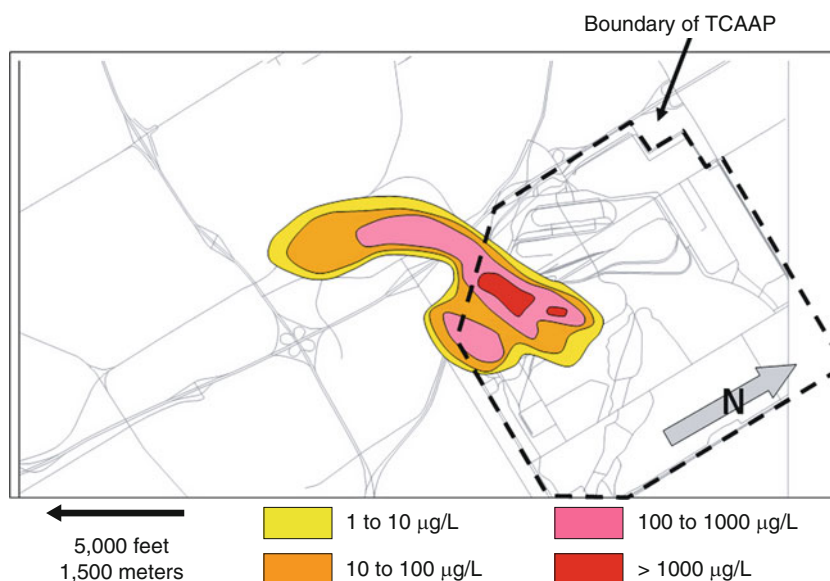 Boundary of TCAAP
N
5,000 feet
1,500 meters
1 to 10 µg/L
10 to 100 µg/L
100 to 1000 µg/L
> 1000 µg/L